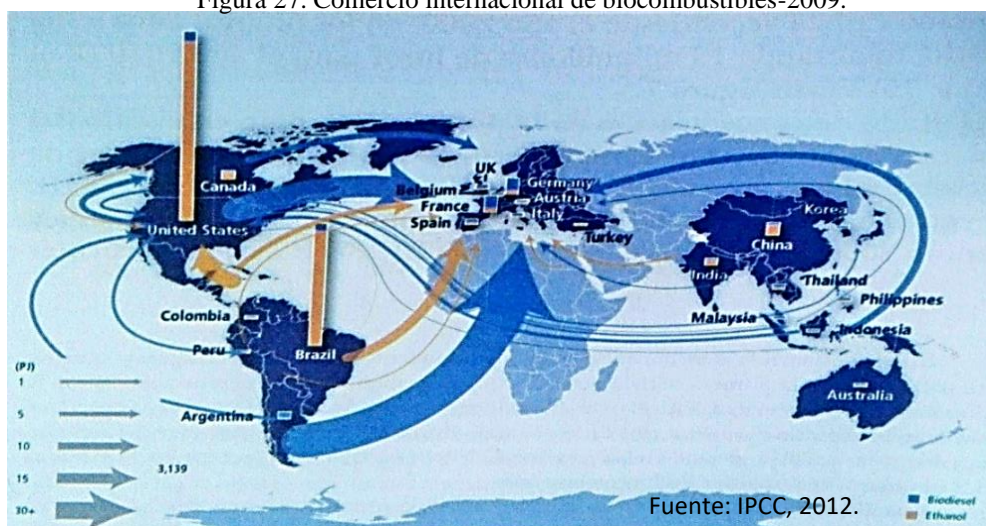 Figura 27. Comercio internacional de biocombustibles-2009.
UK
Canada
Belgium
Germany
Austria
France
Italy
Spain
Turkey
United States
Korea
China
India
Thailand
Philippines
Malaysia
Indonesia
Colombia
Peru
Brazil
Australia
Argentina
(PJ)
1
5
10
15
30+
3,139
Fuente: IPCC, 2012.
Biodiesel
Ethanol